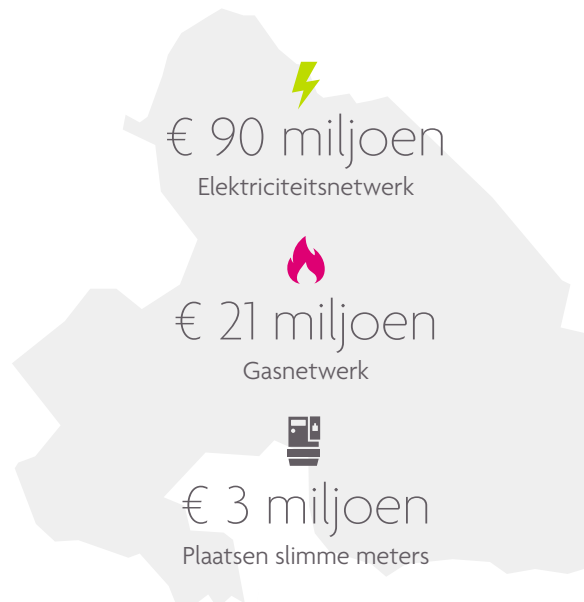 € 90 miljoen
Elektriciteitsnetwerk
€ 21 miljoen
Gasnetwerk
€ 3 miljoen
Plaatsen slimme meters